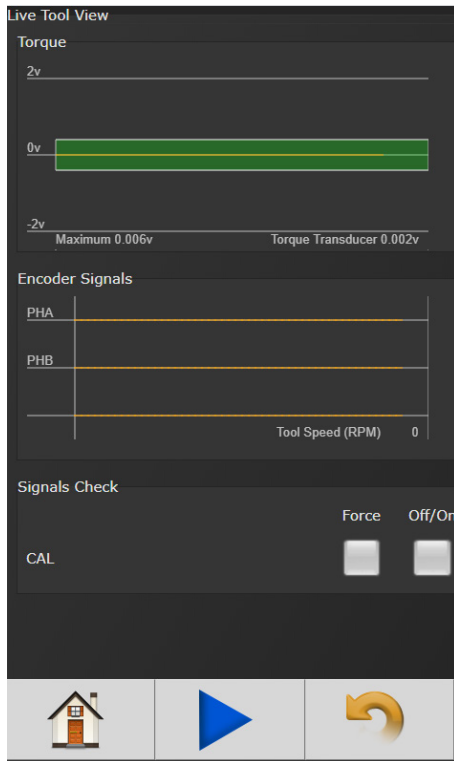 Live Tool View
Torque
2v
0v
-2v
Maximum 0.006v Torque Transducer 0.002v
Encoder Signals
PHA
PHB
Tool Speed (RPM) 0
Signals Check
Force Off/On
CAL